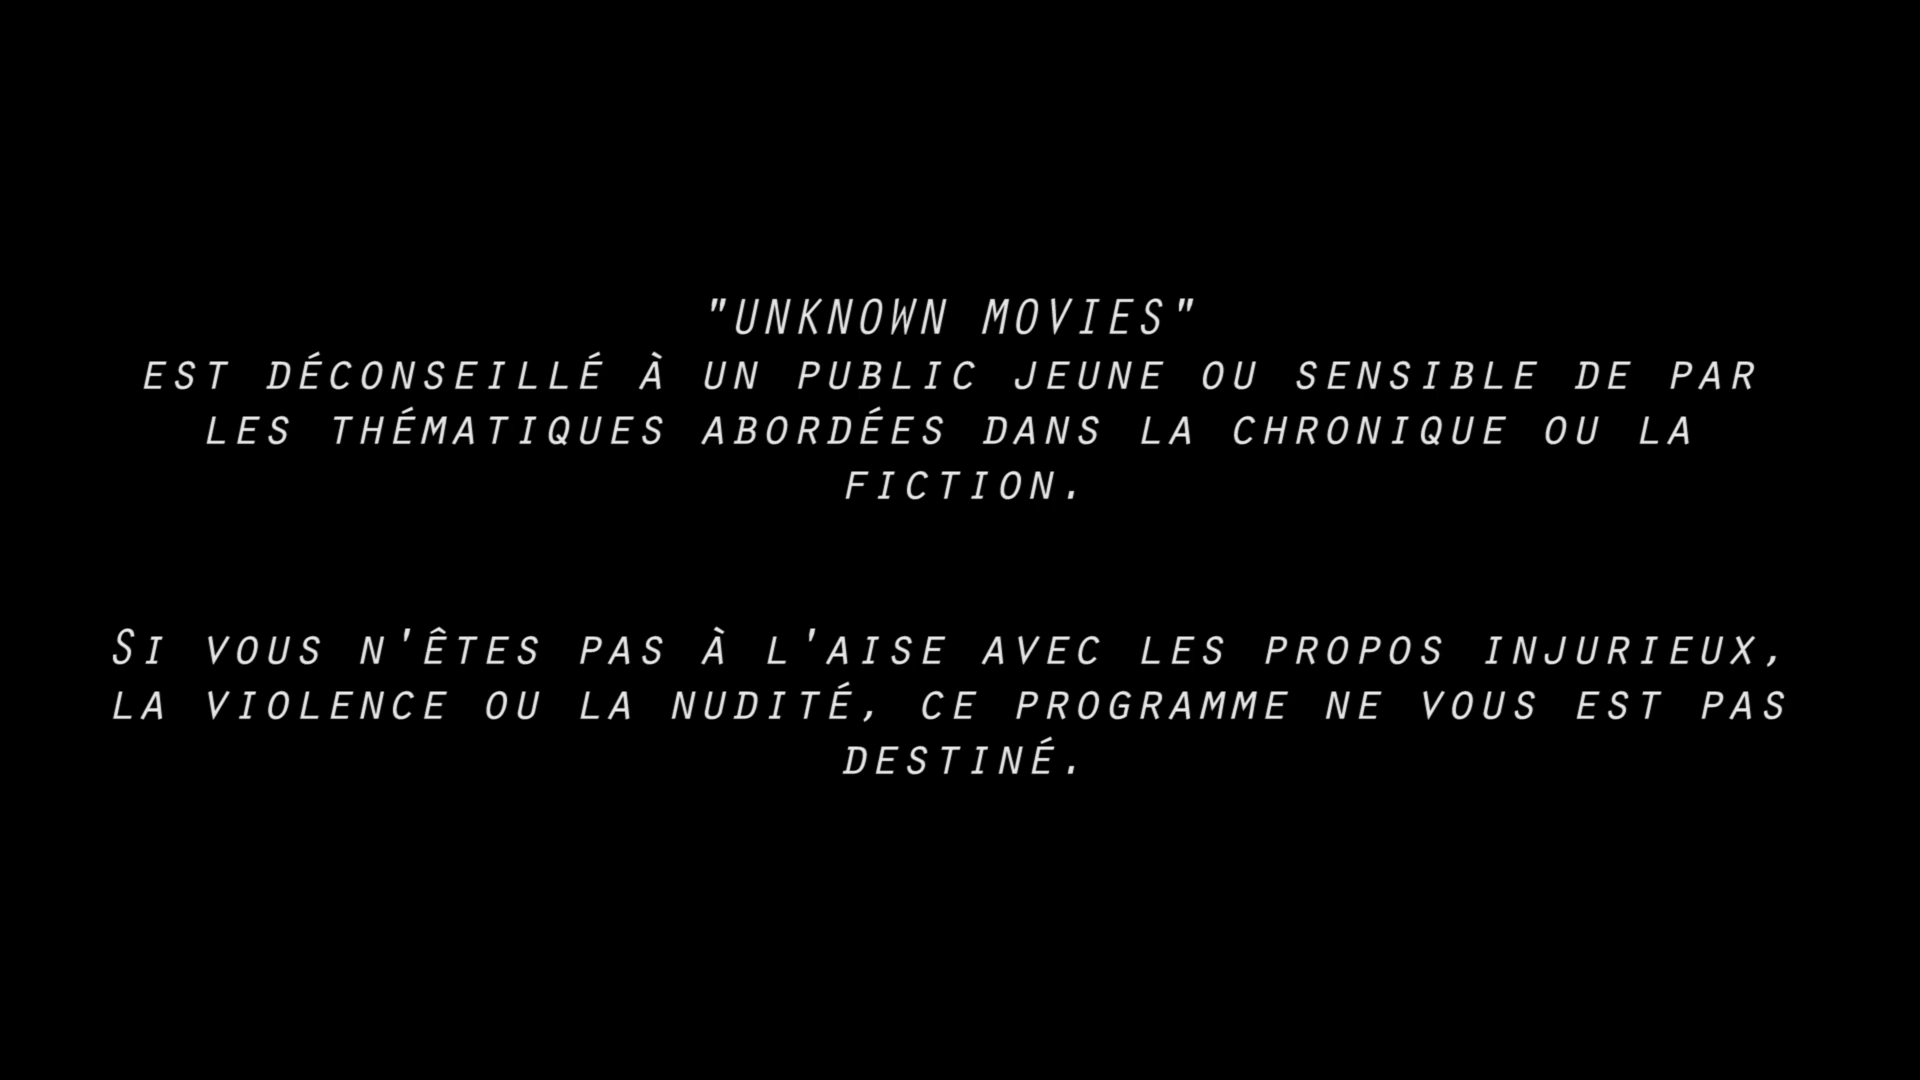 "UNKNOWN MOVIES"
EST DÉCONSEILLÉ À UN PUBLIC JEUNE OU SENSIBLE DE PAR
LES THÉMATIQUES ABORDÉES DANS LA CHRONIQUE OU LA
FICTION.
SI VOUS N'ÊTES PAS À L'AISE AVEC LES PROPOS INJURIEUX,
LA VIOLENCE OU LA NUDITÉ, CE PROGRAMME NE VOUS EST PAS
DESTINÉ.